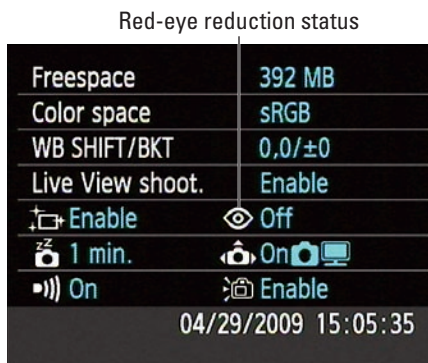 Red-eye reduction status
Freespace 392 MB
Color space sRGB
WB SHIFT/BKT 0,0/±0
Live View shoot. Enable
Enable Off
zz 1 min. On
On Enable
04/29/2009 15:05:35